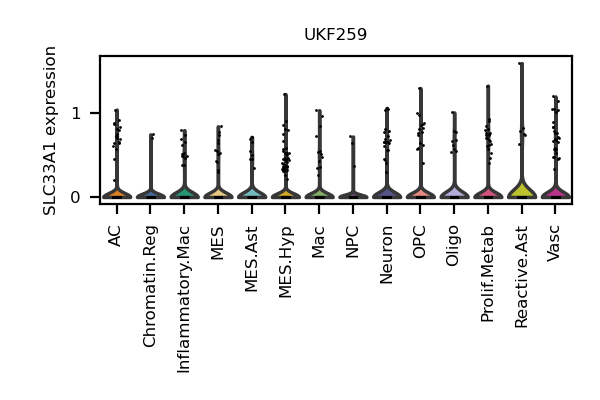 UKF259
SLC33A1 expression
1
0
AC
Chromatin.Reg
Inflammatory.Mac
MES
MES.Ast
MES.Hyp
Mac
NPC
Neuron
OPC
Oligo
Prolif.Metab
Reactive.Ast
Vasc